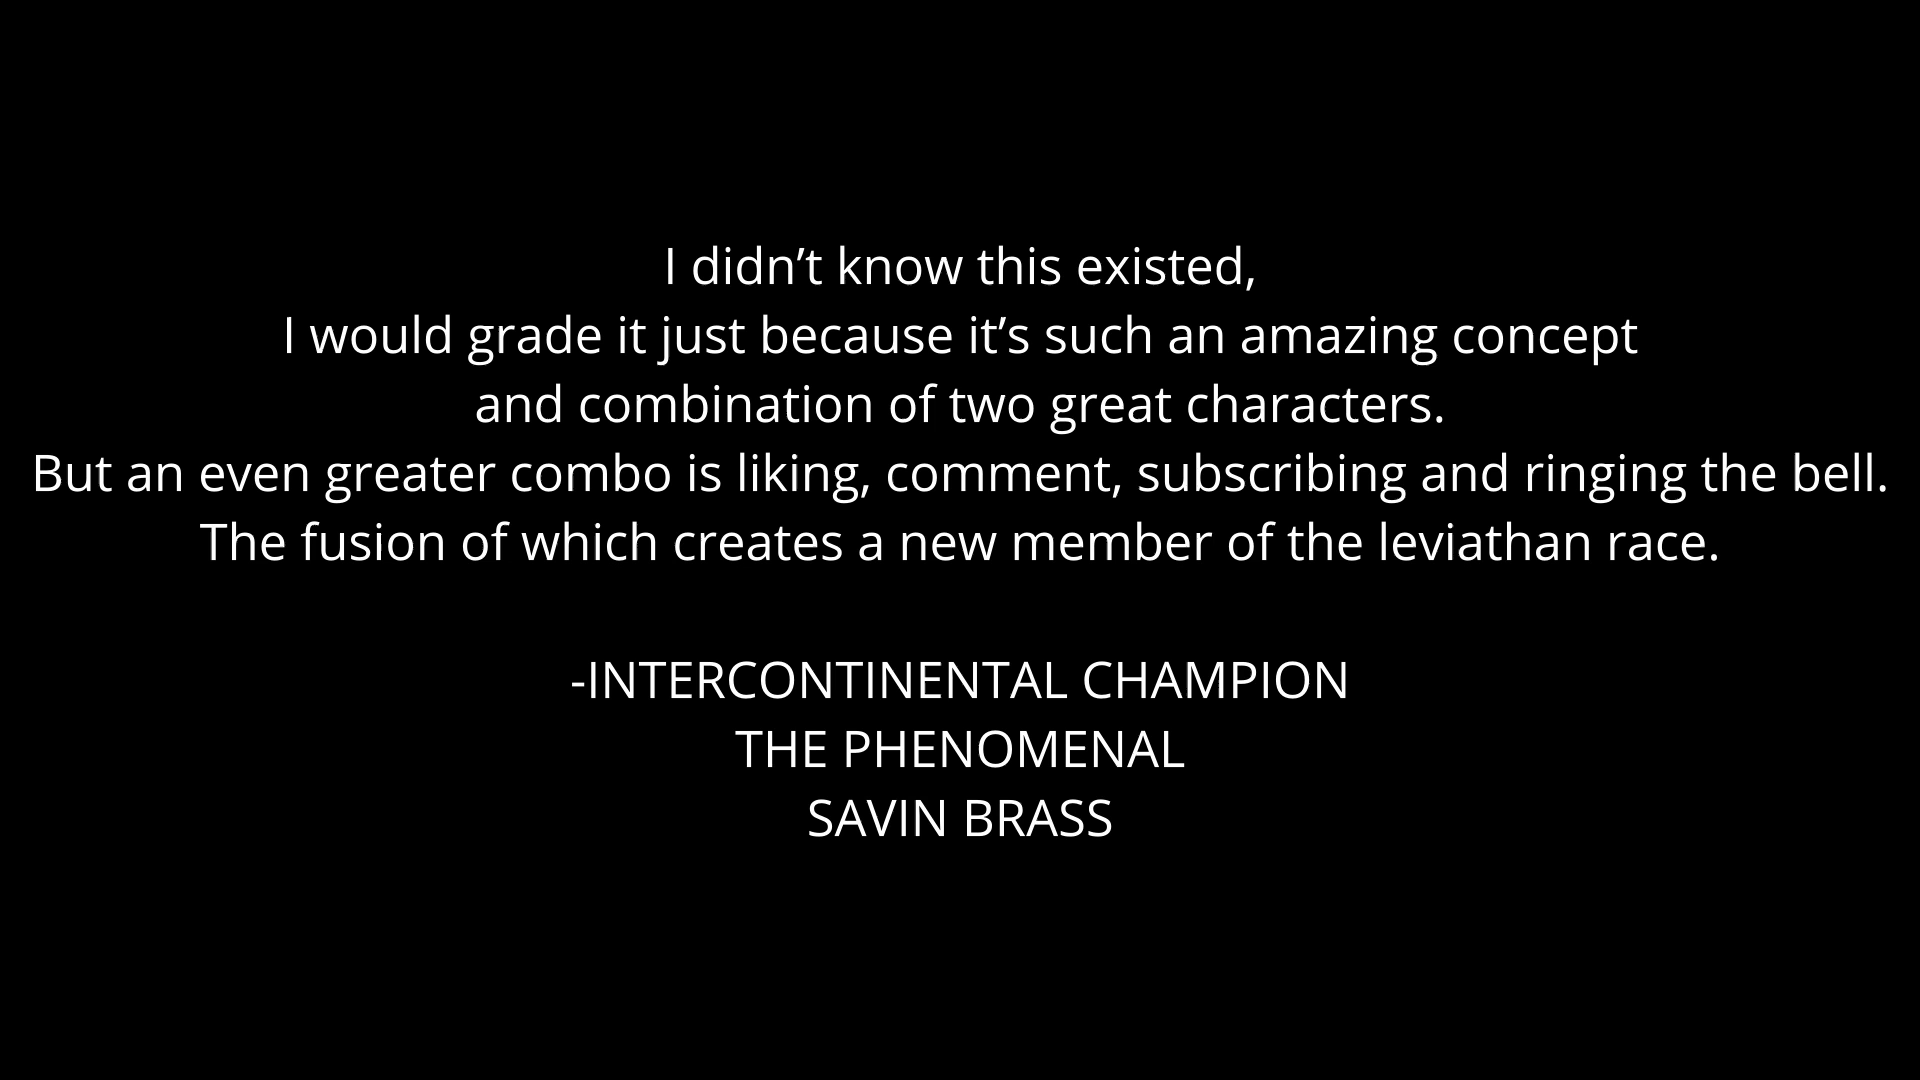 I didn’t know this existed,
I would grade it just because it’s such an amazing concept
and combination of two great characters.
But an even greater combo is liking, comment, subscribing and ringing the bell.
The fusion of which creates a new member of the leviathan race.
-INTERCONTINENTAL CHAMPION
THE PHENOMENAL
SAVIN BRASS